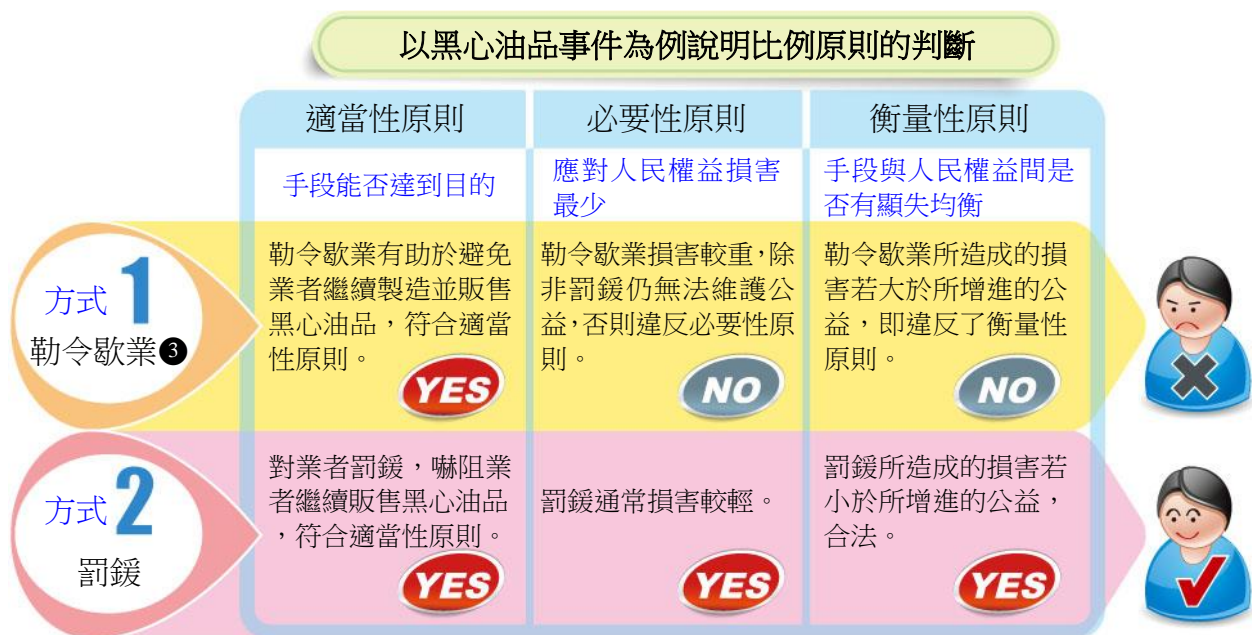 以黑心油品事件為例說明比例原則的判斷
適當性原則
必要性原則
衡量性原則
手段能否達到目的
應對人民權益損害
最少
手段與人民權益間是
否有顯失均衡
方式1
勒令歇業❸
勒令歇業有助於避免
業者繼續製造並販售
黑心油品，符合適當
性原則。
YES
勒令歇業損害較重，除
非罰鍰仍無法維護公
益，否則違反必要性原
則。
NO
勒令歇業所造成的損
害若大於所增進的公
益，即違反了衡量性
原則。
NO
方式2
罰鍰
對業者罰鍰，嚇阻業
者繼續販售黑心油品
，符合適當性原則。
YES
罰鍰通常損害較輕。
YES
罰鍰所造成的損害若
小於所增進的公益，
合法。
YES